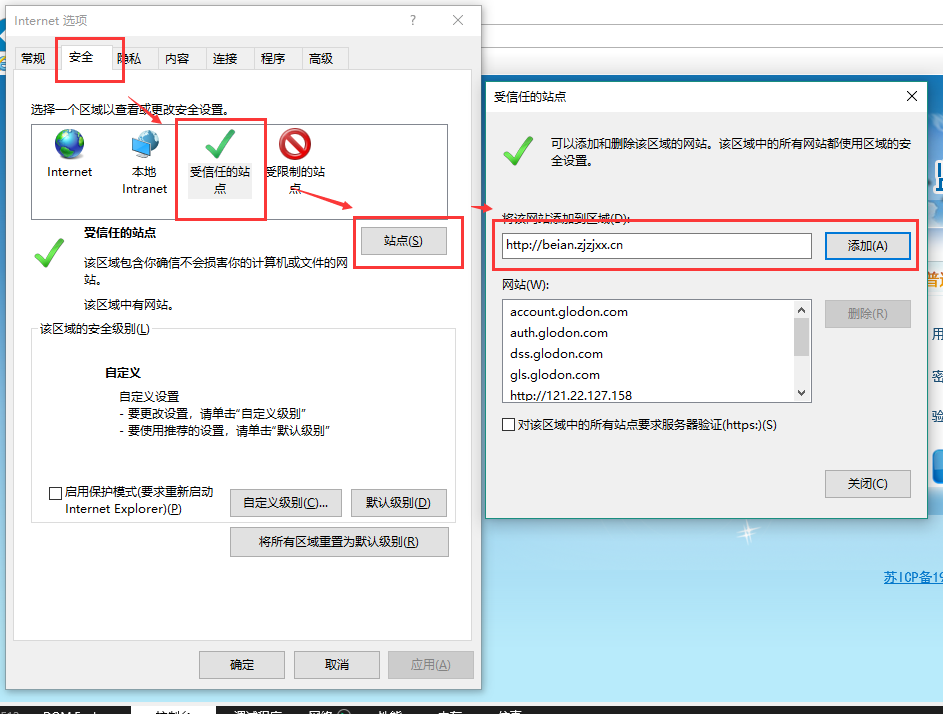 Internet 选项
?
常规
安全
隐私
内容
连接
程序
高级
选择一个区域以查看或更改安全设置。
Internet
本地
Intranet
受信任的站
点
受限制的站
点
受信任的站点
站点(S)
该区域包含你确信不会损害你的计算机或文件的网
站。
该区域中有网站。
该区域的安全级别(L)
自定义
自定义设置
- 要更改设置，请单击“自定义级别”
- 要使用推荐的设置，请单击“默认级别”
启用保护模式(要求重新启动
Internet Explorer)(P)
自定义级别(C)...
默认级别(D)
将所有区域重置为默认级别(R)
确定
取消
应用(A)
受信任的站点
可以添加和删除该区域的网站。该区域中的所有网站都使用区域的安
全设置。
将该网站添加到区域(D):
http://beian.zjzjxx.cn
添加(A)
网站(W):
account.glodon.com
auth.glodon.com
dss.glodon.com
gls.glodon.com
http://121.22.127.158
删除(R)
对该区域中的所有站点要求服务器验证(https:)(S)
关闭(C)
普
用
密
验
苏ICP备19